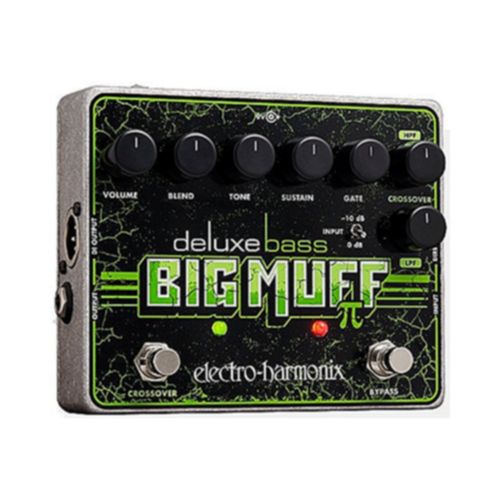 9V
HPF
VOLUME BLEND TONE SUSTAIN GATE CROSSOVER
-10 dB
INPUT
0 dB
LPF
DI OUTPUT
OUTPUT
INPUT
deluxe bass
BIG MUFF
π
electro-harmonix
CROSSOVER
BYPASS